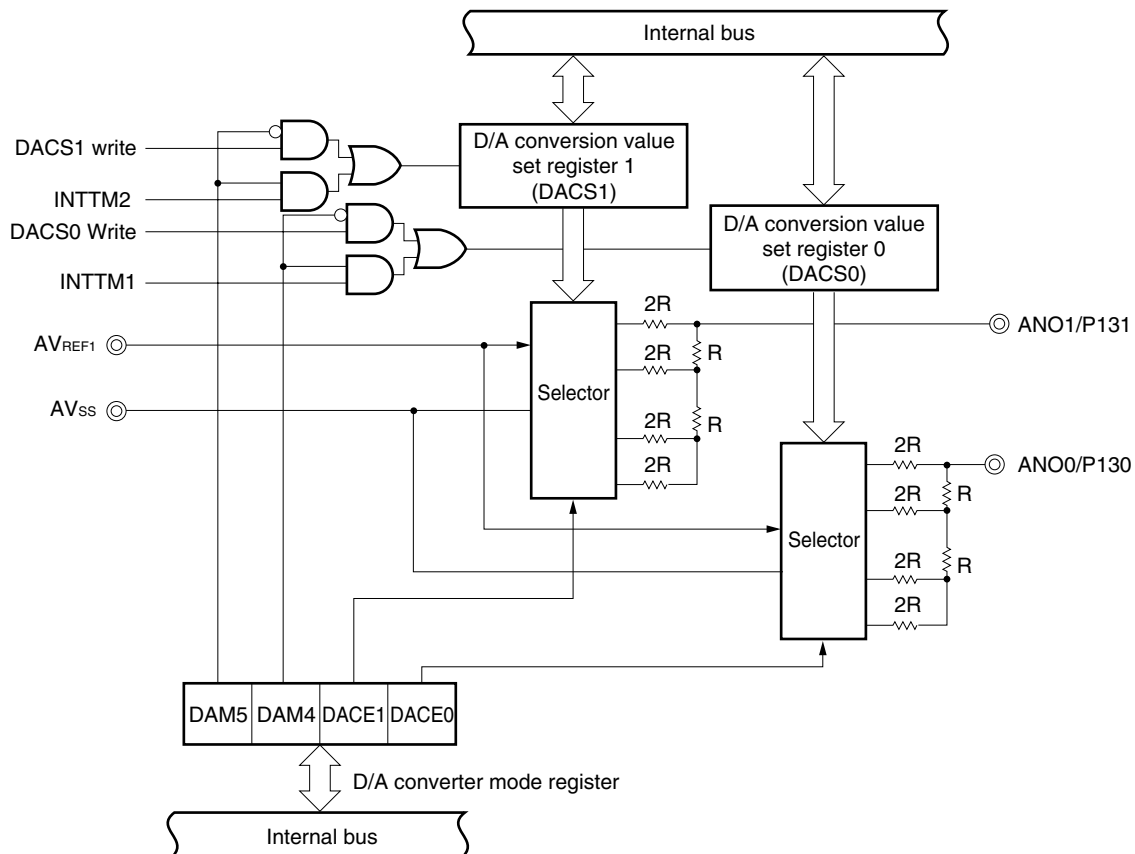 Internal bus
DACS1 write
INTTM2
DACS0 Write
INTTM1
D/A conversion value
set register 1
(DACS1)
D/A conversion value
set register 0
(DACS0)
AVREF1
AVSS
Selector
2R
2R
2R
2R
R
R
ANO1/P131
Selector
2R
2R
2R
2R
R
R
ANO0/P130
DAM5
DAM4
DACE1
DACE0
D/A converter mode register
Internal bus